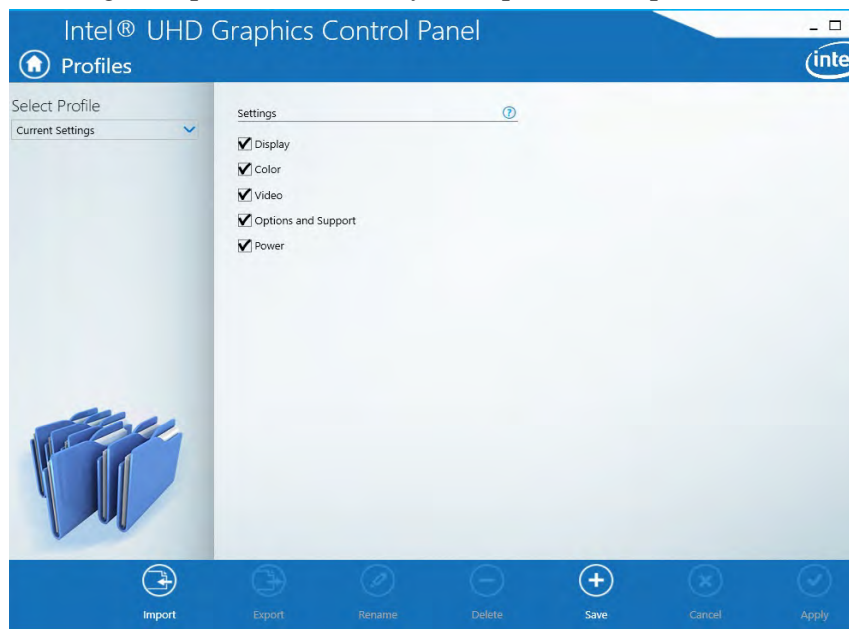 Intel® UHD Graphics Control Panel
Profiles
Select Profile
Current Settings
Settings
Display
Color
Video
Options and Support
Power
Import
Export
Rename
Delete
Save
Cancel
Apply